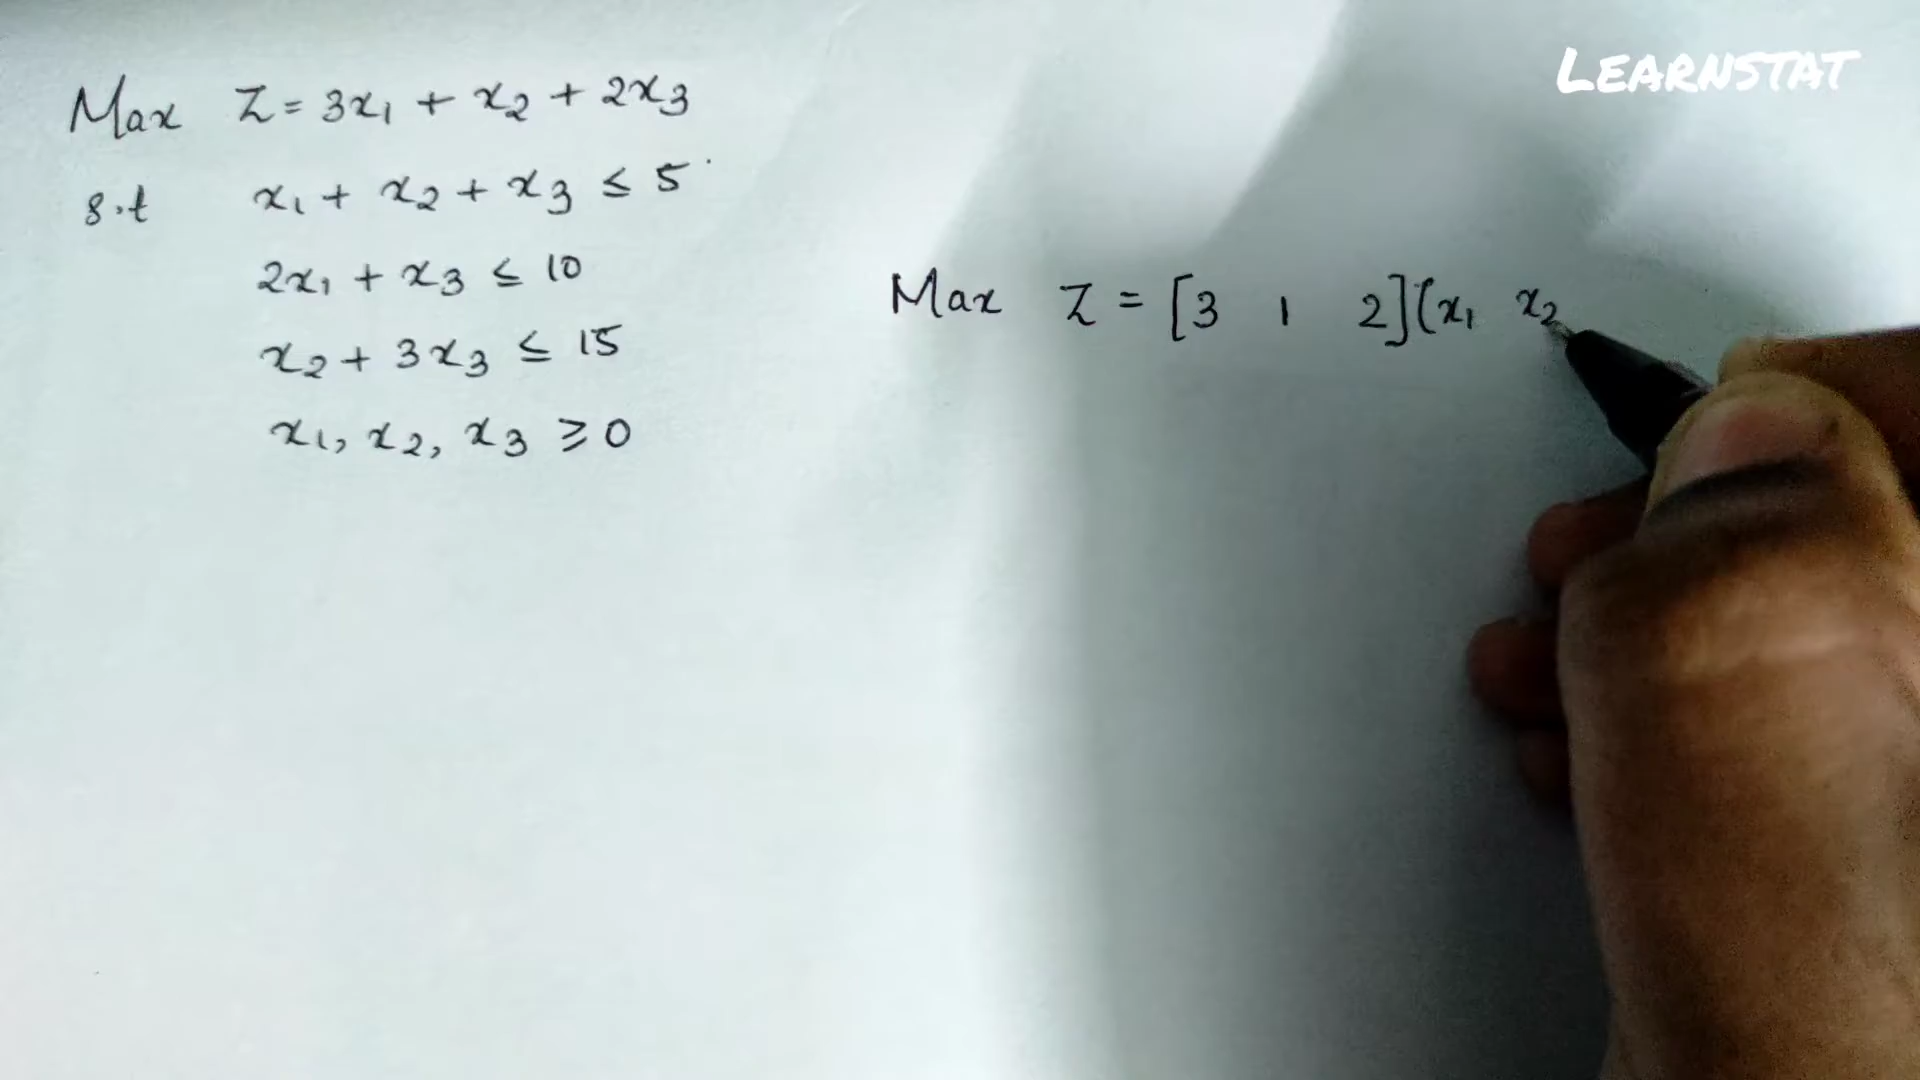 LEARNSTAT
Max Z = 3x₁ + x₂ + 2x₃
s.t x₁ + x₂ + x₃ ≤ 5
2x₁ + x₃ ≤ 10
x₂ + 3x₃ ≤ 15
x₁, x₂, x₃ ≥ 0
Max Z = [3 1 2](x₁ x₂